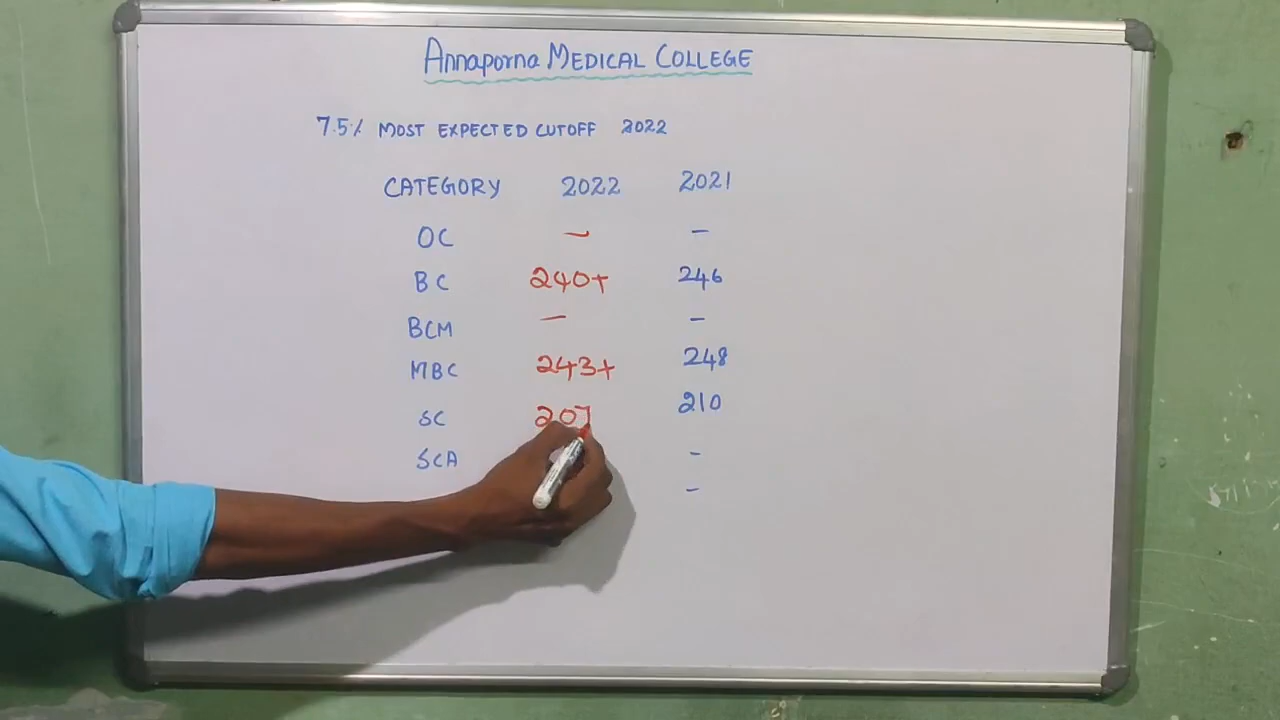 Annaporna MEDICAL COLLEGE
7.5% MOST EXPECTED CUTOFF 2022
CATEGORY 2022 2021
OC - -
BC 240+ 246
BCM - -
MBC 243+ 248
SC 207 210
SCA -
-